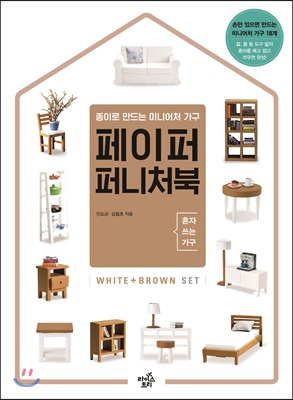 손만 있으면 만드는
미니어처 가구 18개
칼, 풀 등 도구 없이
종이를 떼고 접고
끼우면 완성!
종이로 만드는 미니어처 가구
페이퍼
퍼니처북
진도균 · 김월호 지음
혼자
쓰는
가구
WHITE+BROWN SET
라이스
트리